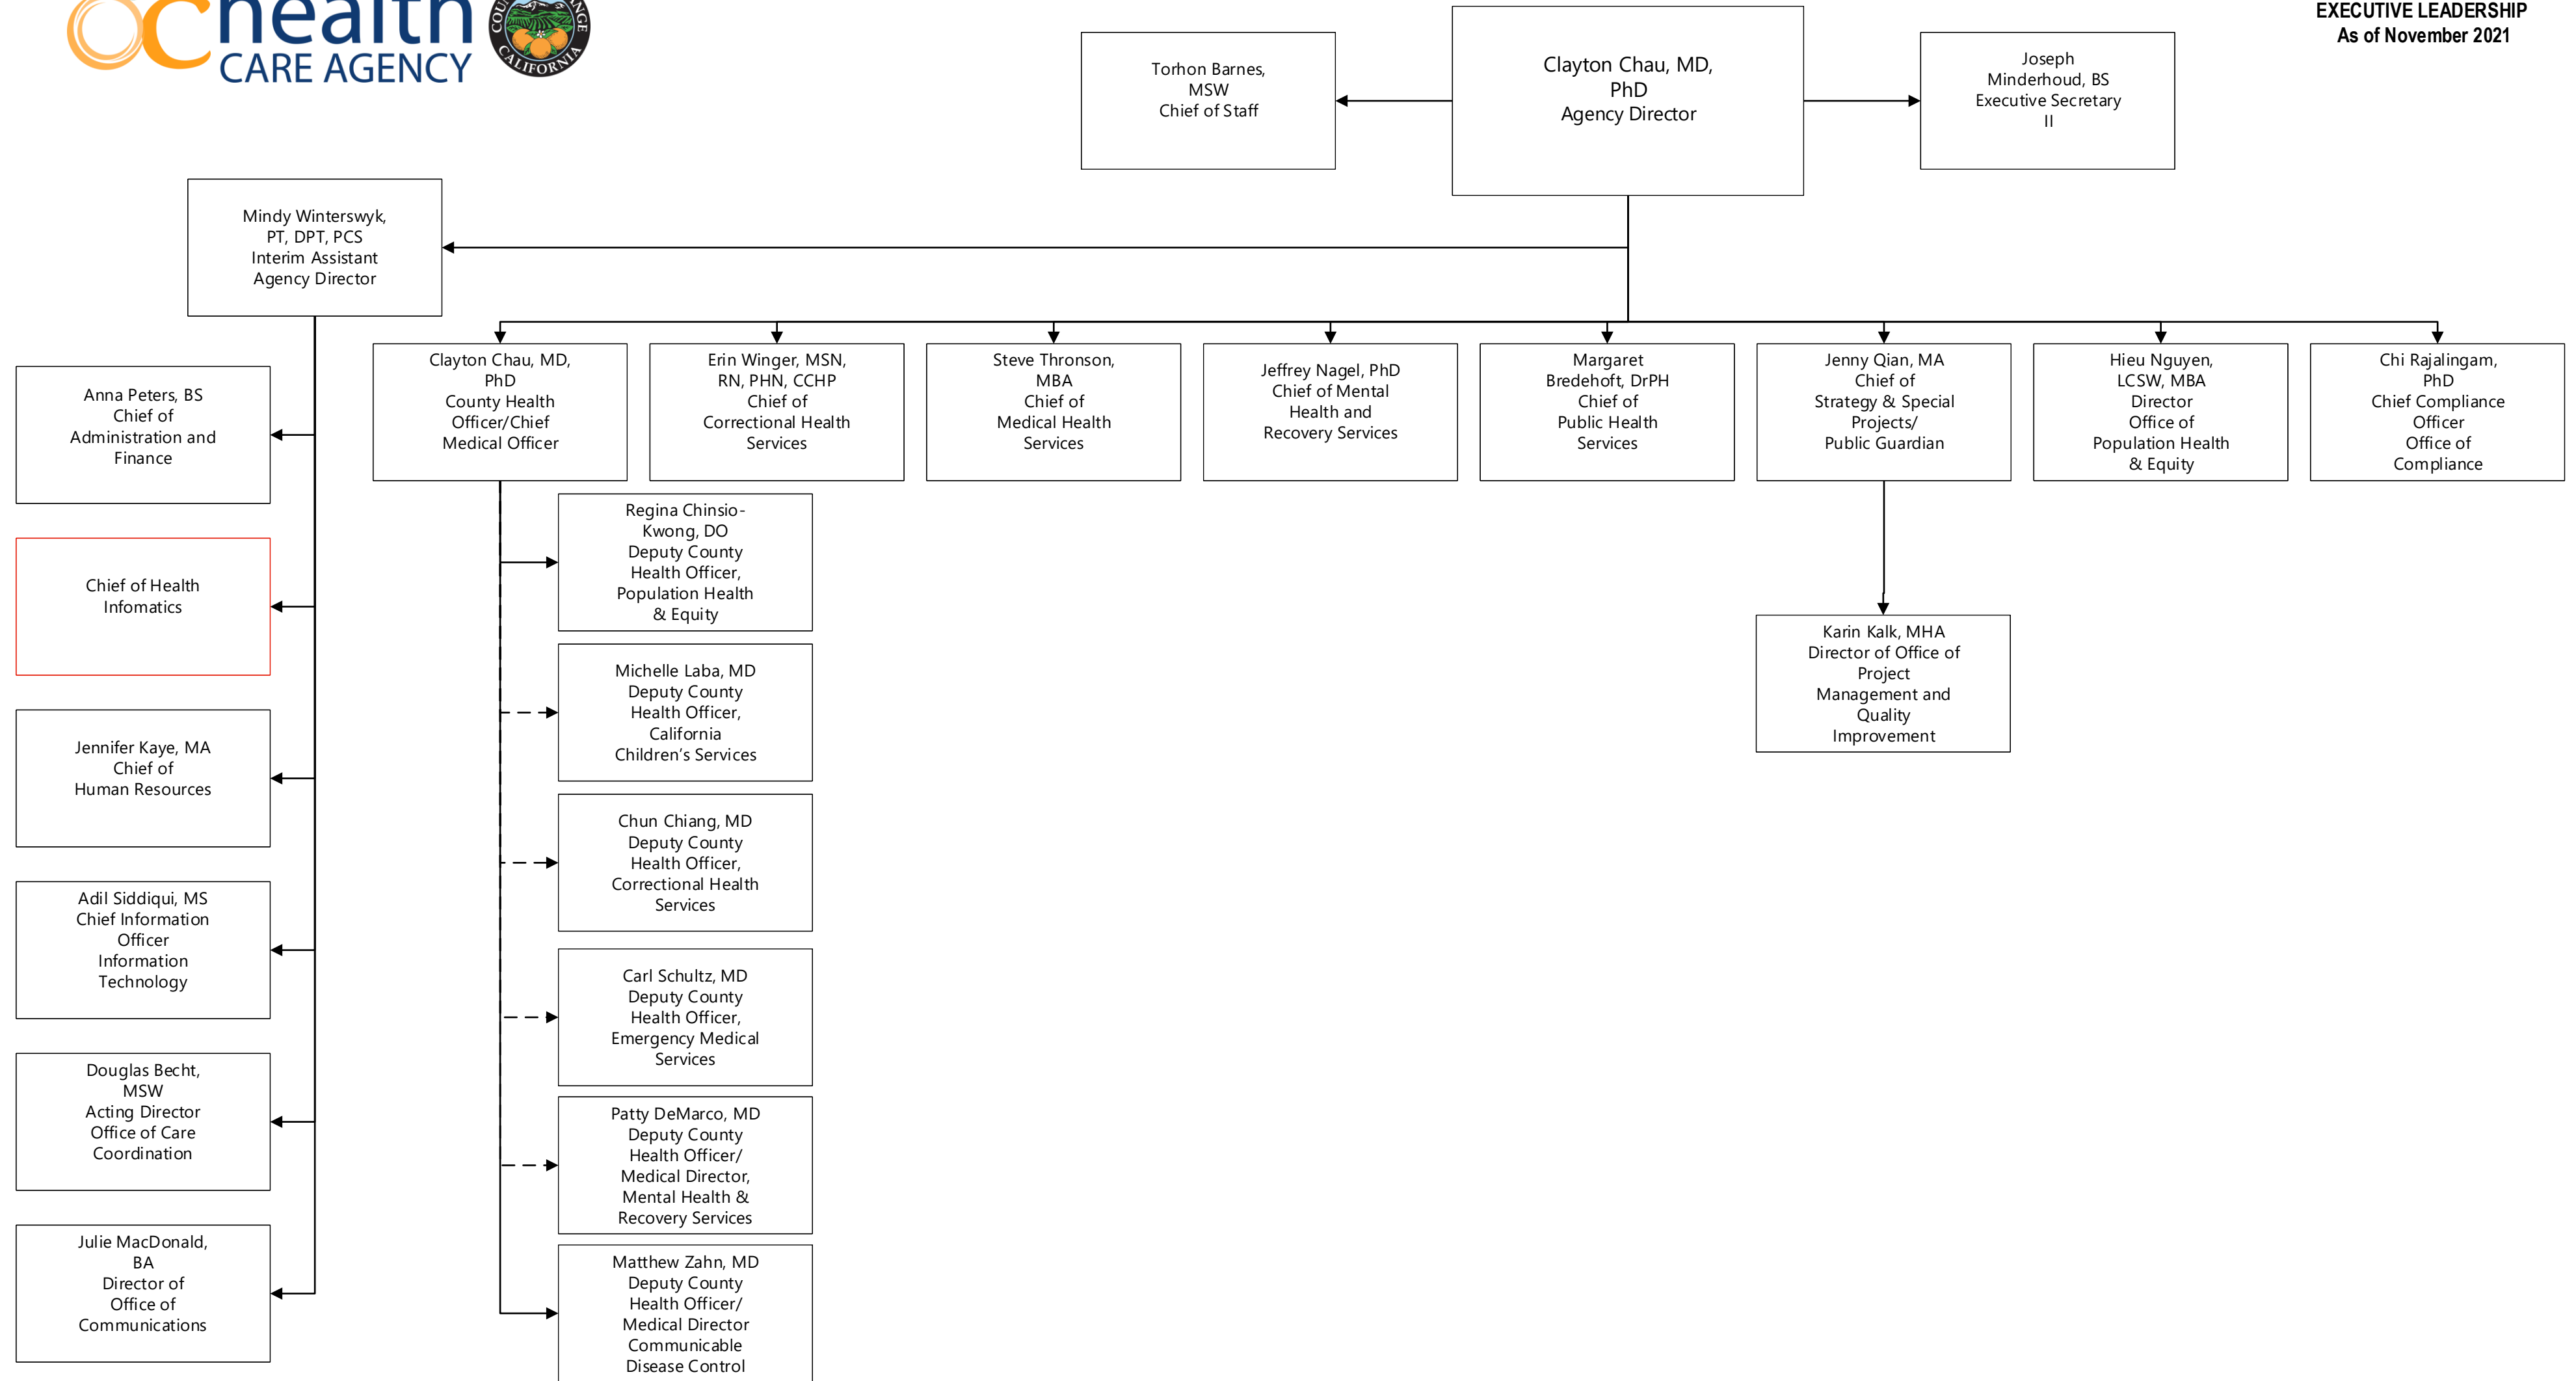 health
CARE AGENCY
CALIFORNIA
EXECUTIVE LEADERSHIP
As of November 2021
Torhon Barnes,
MSW
Chief of Staff
Clayton Chau, MD,
PhD
Agency Director
Joseph
Minderhoud, BS
Executive Secretary
II
Mindy Winterswyk,
PT, DPT, PCS
Interim Assistant
Agency Director
Anna Peters, BS
Chief of
Administration and
Finance
Chief of Health
Infomatics
Jennifer Kaye, MA
Chief of
Human Resources
Adil Siddiqui, MS
Chief Information
Officer
Information
Technology
Douglas Becht,
MSW
Acting Director
Office of Care
Coordination
Julie MacDonald,
BA
Director of
Office of
Communications
Clayton Chau, MD,
PhD
County Health
Officer/Chief
Medical Officer
Erin Winger, MSN,
RN, PHN, CCHP
Chief of
Correctional Health
Services
Steve Thronson,
MBA
Chief of
Medical Health
Services
Jeffrey Nagel, PhD
Chief of Mental
Health and
Recovery Services
Margaret
Bredehoft, DrPH
Chief of
Public Health
Services
Jenny Qian, MA
Chief of
Strategy & Special
Projects/
Public Guardian
Hieu Nguyen,
LCSW, MBA
Director
Office of
Population Health
& Equity
Chi Rajalingam,
PhD
Chief Compliance
Officer
Office of
Compliance
Regina Chinsio-
Kwong, DO
Deputy County
Health Officer,
Population Health
& Equity
Michelle Laba, MD
Deputy County
Health Officer,
California
Children’s Services
Chun Chiang, MD
Deputy County
Health Officer,
Correctional Health
Services
Carl Schultz, MD
Deputy County
Health Officer,
Emergency Medical
Services
Patty DeMarco, MD
Deputy County
Health Officer/
Medical Director,
Mental Health &
Recovery Services
Matthew Zahn, MD
Deputy County
Health Officer/
Medical Director
Communicable
Disease Control
Karin Kalk, MHA
Director of Office of
Project
Management and
Quality
Improvement